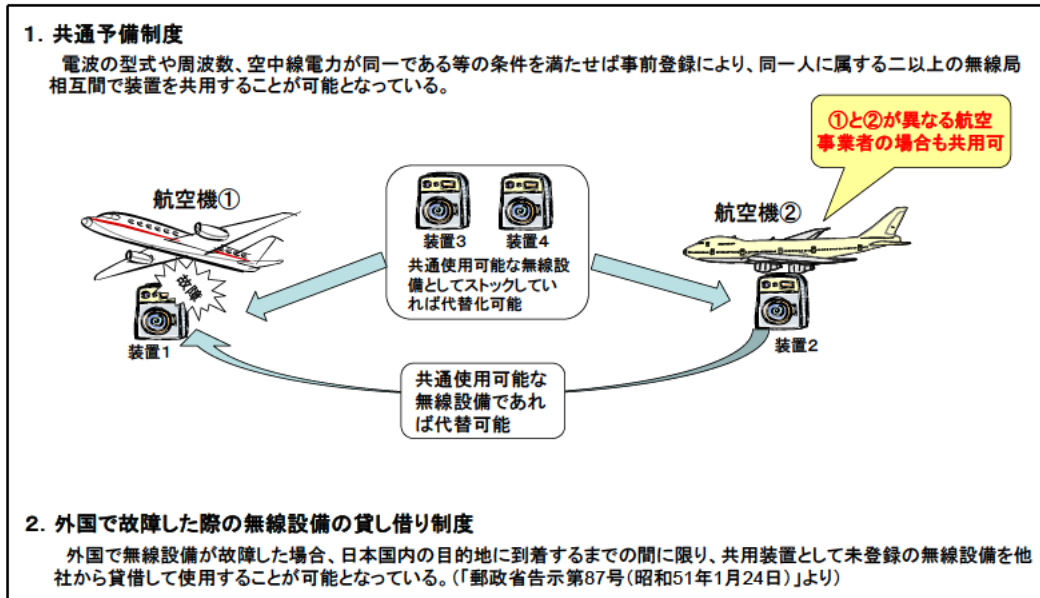 1．共通予備制度
電波の型式や周波数、空中線電力が同一である等の条件を満たせば事前登録により、同一人に属する二以上の無線局
相互間で装置を共用することが可能となっている。
①と②が異なる航空
事業者の場合も共用可
航空機①
航空機②
装置3
装置4
共通使用可能な無線設
備としてストックしてい
れば代替化可能
故障
装置1
装置2
共通使用可能な
無線設備であれ
ば代替可能
2．外国で故障した際の無線設備の貸し借り制度
外国で無線設備が故障した場合、日本国内の目的地に到着するまでの間に限り、共用装置として未登録の無線設備を他
社から貸借して使用することが可能となっている。（「郵政省告示第87号（昭和51年1月24日）」より）